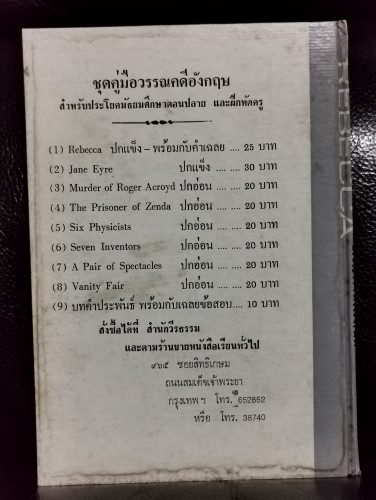 ชุดคู่มือวรรณคดีอังกฤษ
สำหรับประโยคมัธยมศึกษาตอนปลาย และฝึกหัดครู
(1) Rebecca ปกแข็ง – พร้อมกับคำเฉลย .... 25 บาท
(2) Jane Eyre ปกแข็ง .... .... 30 บาท
(3) Murder of Roger Acroyd ปกอ่อน .... .... 20 บาท
(4) The Prisoner of Zenda ปกอ่อน .... .... 20 บาท
(5) Six Physicists ปกอ่อน .... .... 20 บาท
(6) Seven Inventors ปกอ่อน .... .... 20 บาท
(7) A Pair of Spectacles ปกอ่อน .... .... 20 บาท
(8) Vanity Fair ปกอ่อน .... .... 20 บาท
(9) บทคำประพันธ์ พร้อมกับเฉลยข้อสอบ.... 10 บาท
สั่งซื้อได้ที่ สำนักวีรธรรม
และตามร้านขายหนังสือเรียนทั่วไป
๙๖๕ ซอยสิทธิเกษม
ถนนสมเด็จเจ้าพระยา
กรุงเทพฯ โทร. 652852
หรือ โทร. 38740
REBECCA